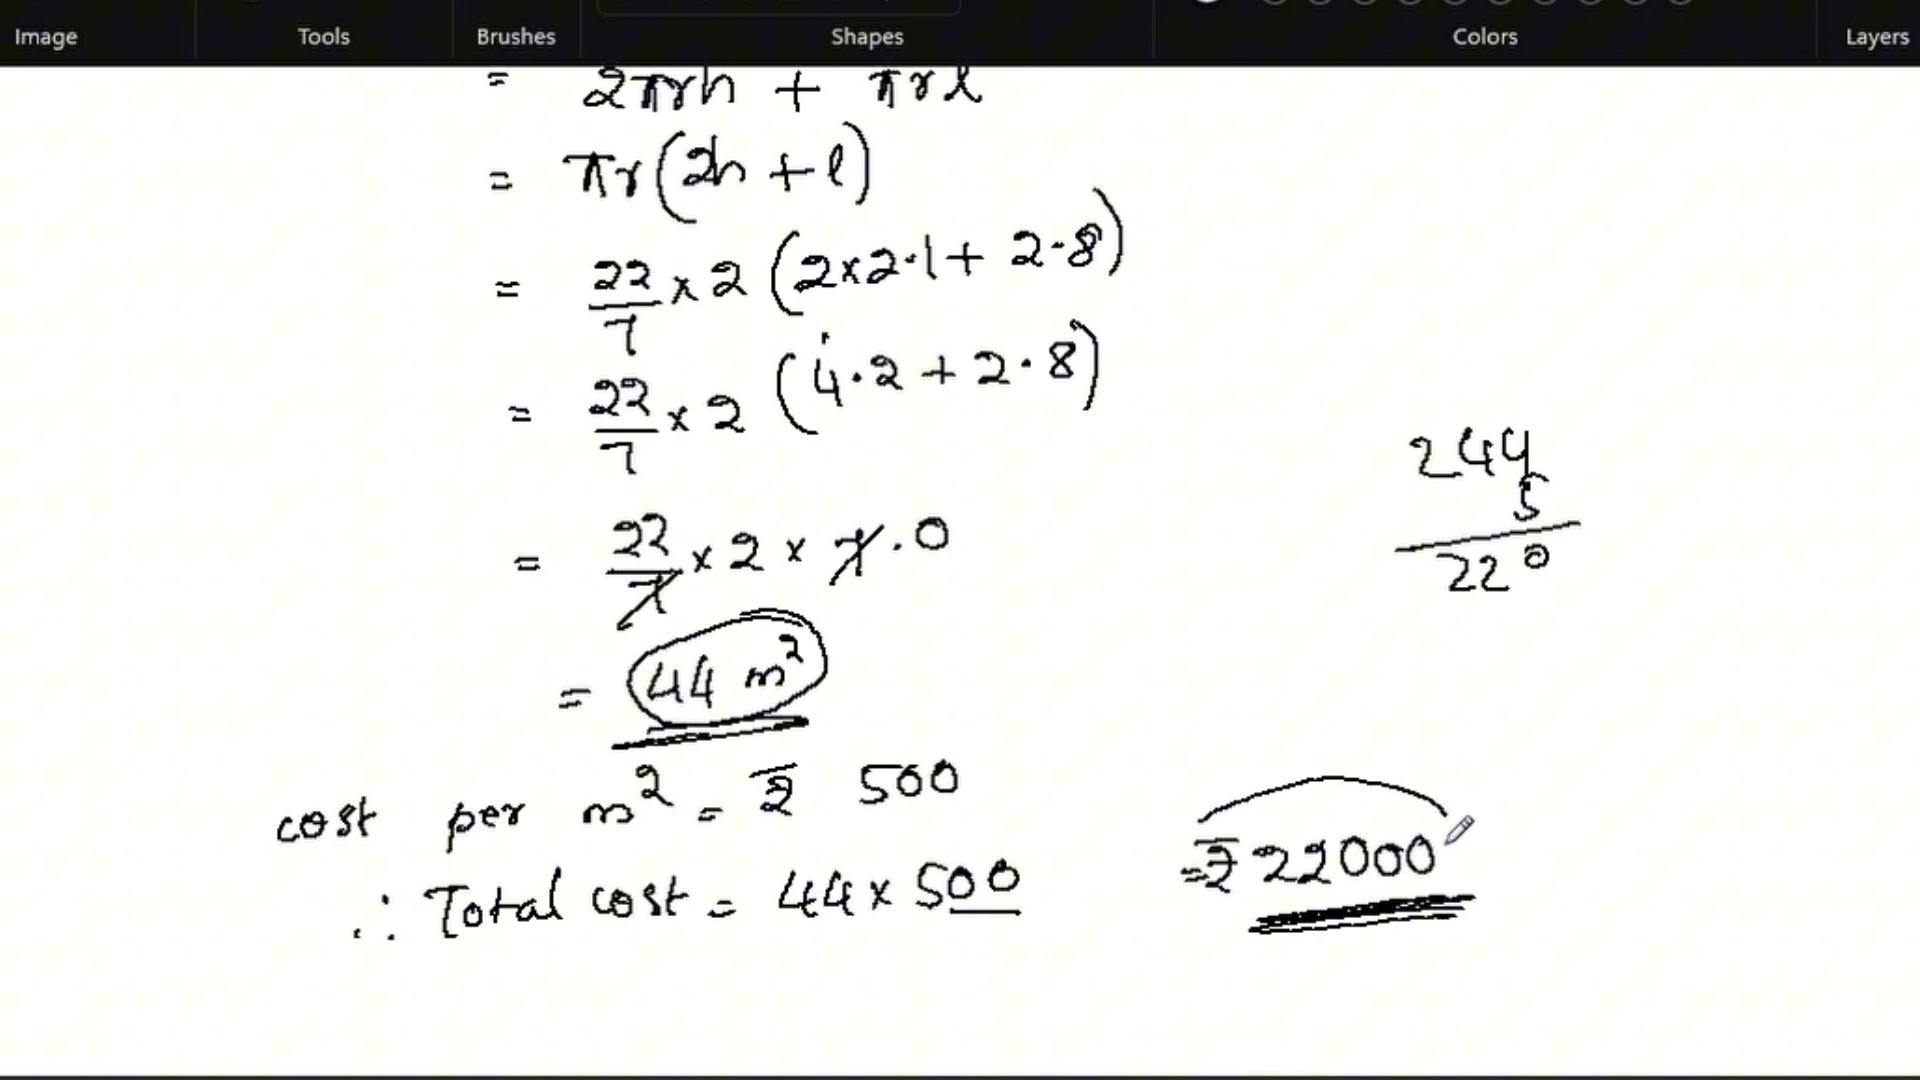 Image Tools Brushes Shapes Colors Layers
= 2πrh + πrl
= πr(2h + l)
= 22/7 × 2 (2×2·1 + 2·8)
= 22/7 × 2 (4·2 + 2·8)
= 22/7 × 2 × 7.0
= 44 m²
cost per m² = ₹ 500
∴ Total cost = 44 × 500 = ₹ 22000
244
5
220